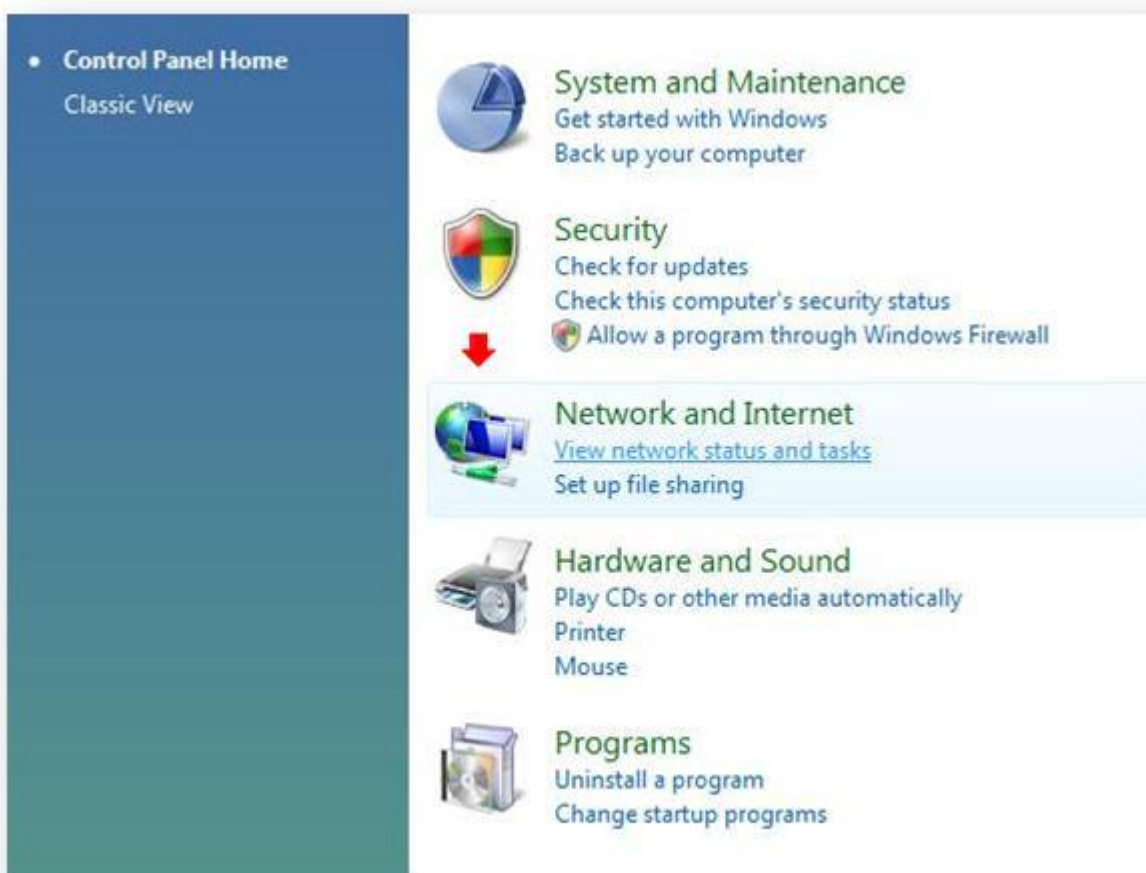 Control Panel Home
Classic View
System and Maintenance
Get started with Windows
Back up your computer
Security
Check for updates
Check this computer's security status
Allow a program through Windows Firewall
Network and Internet
View network status and tasks
Set up file sharing
Hardware and Sound
Play CDs or other media automatically
Printer
Mouse
Programs
Uninstall a program
Change startup programs